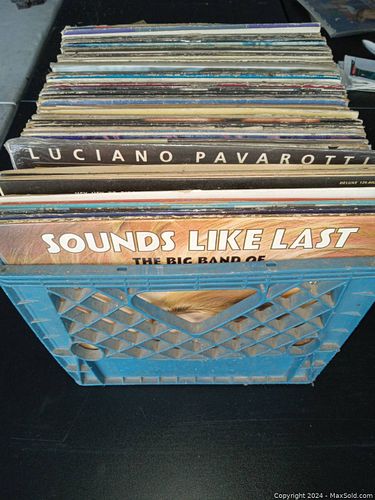 LUCIANO PAVAROTTI
SOUNDS LIKE LAST
THE BIG BAND OF
Copyright © 2024 - MaxSold.com